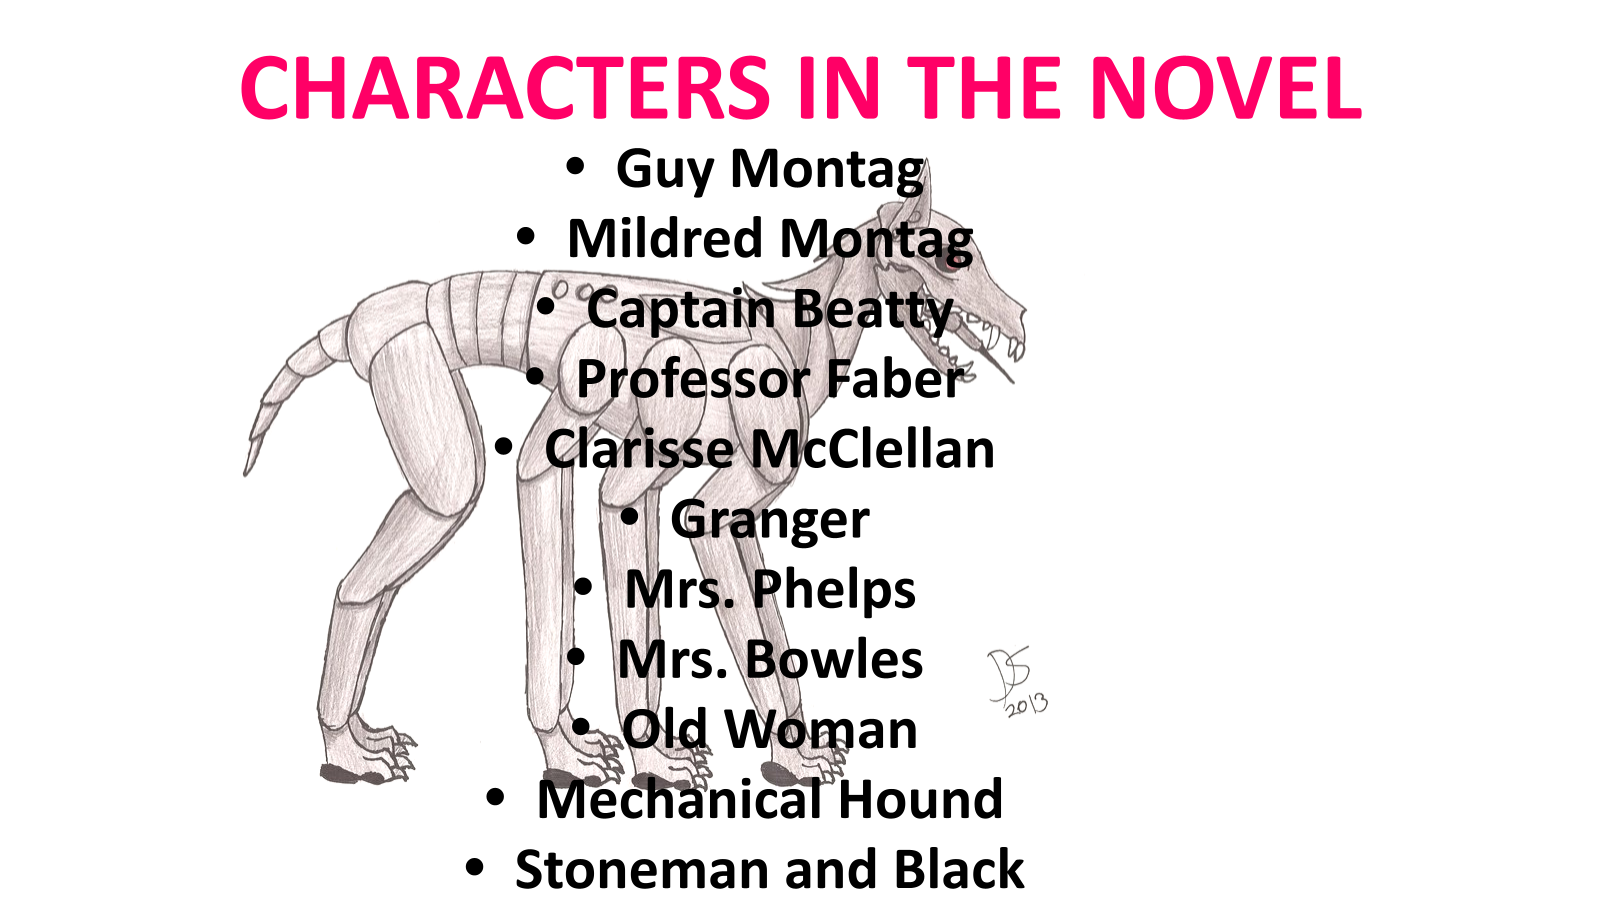 CHARACTERS IN THE NOVEL
• Guy Montag
• Mildred Montag
• Captain Beatty
• Professor Faber
• Clarisse McClellan
• Granger
• Mrs. Phelps
• Mrs. Bowles
• Old Woman
• Mechanical Hound
• Stoneman and Black
DS
2013